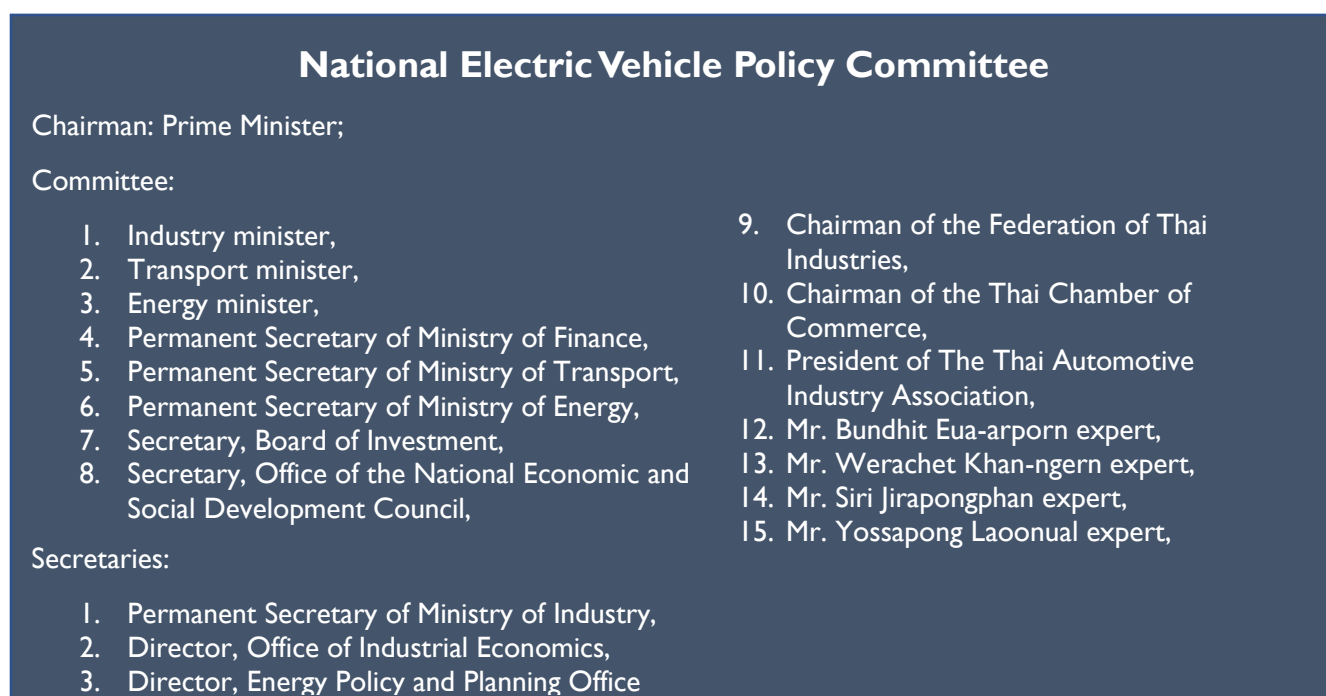 National Electric Vehicle Policy Committee
Chairman: Prime Minister;
Committee:
1. Industry minister,
2. Transport minister,
3. Energy minister,
4. Permanent Secretary of Ministry of Finance,
5. Permanent Secretary of Ministry of Transport,
6. Permanent Secretary of Ministry of Energy,
7. Secretary, Board of Investment,
8. Secretary, Office of the National Economic and
Social Development Council,
9. Chairman of the Federation of Thai
Industries,
10. Chairman of the Thai Chamber of
Commerce,
11. President of The Thai Automotive
Industry Association,
12. Mr. Bundhit Eua-arporn expert,
13. Mr. Werachet Khan-ngern expert,
14. Mr. Siri Jirapongphan expert,
15. Mr. Yossapong Laoonual expert,
Secretaries:
1. Permanent Secretary of Ministry of Industry,
2. Director, Office of Industrial Economics,
3. Director, Energy Policy and Planning Office